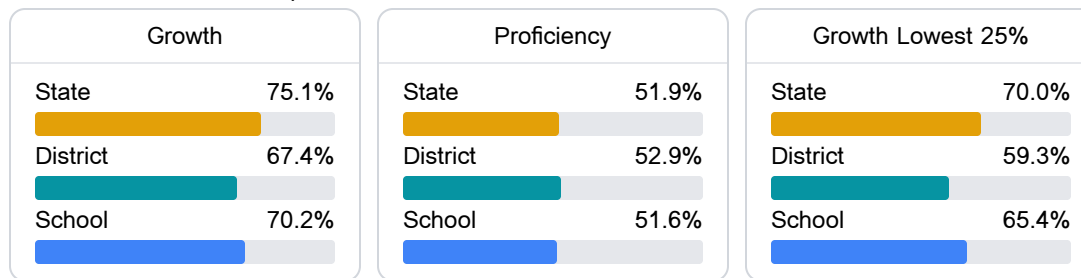 Growth
State 75.1%
District 67.4%
School 70.2%
Proficiency
State 51.9%
District 52.9%
School 51.6%
Growth Lowest 25%
State 70.0%
District 59.3%
School 65.4%